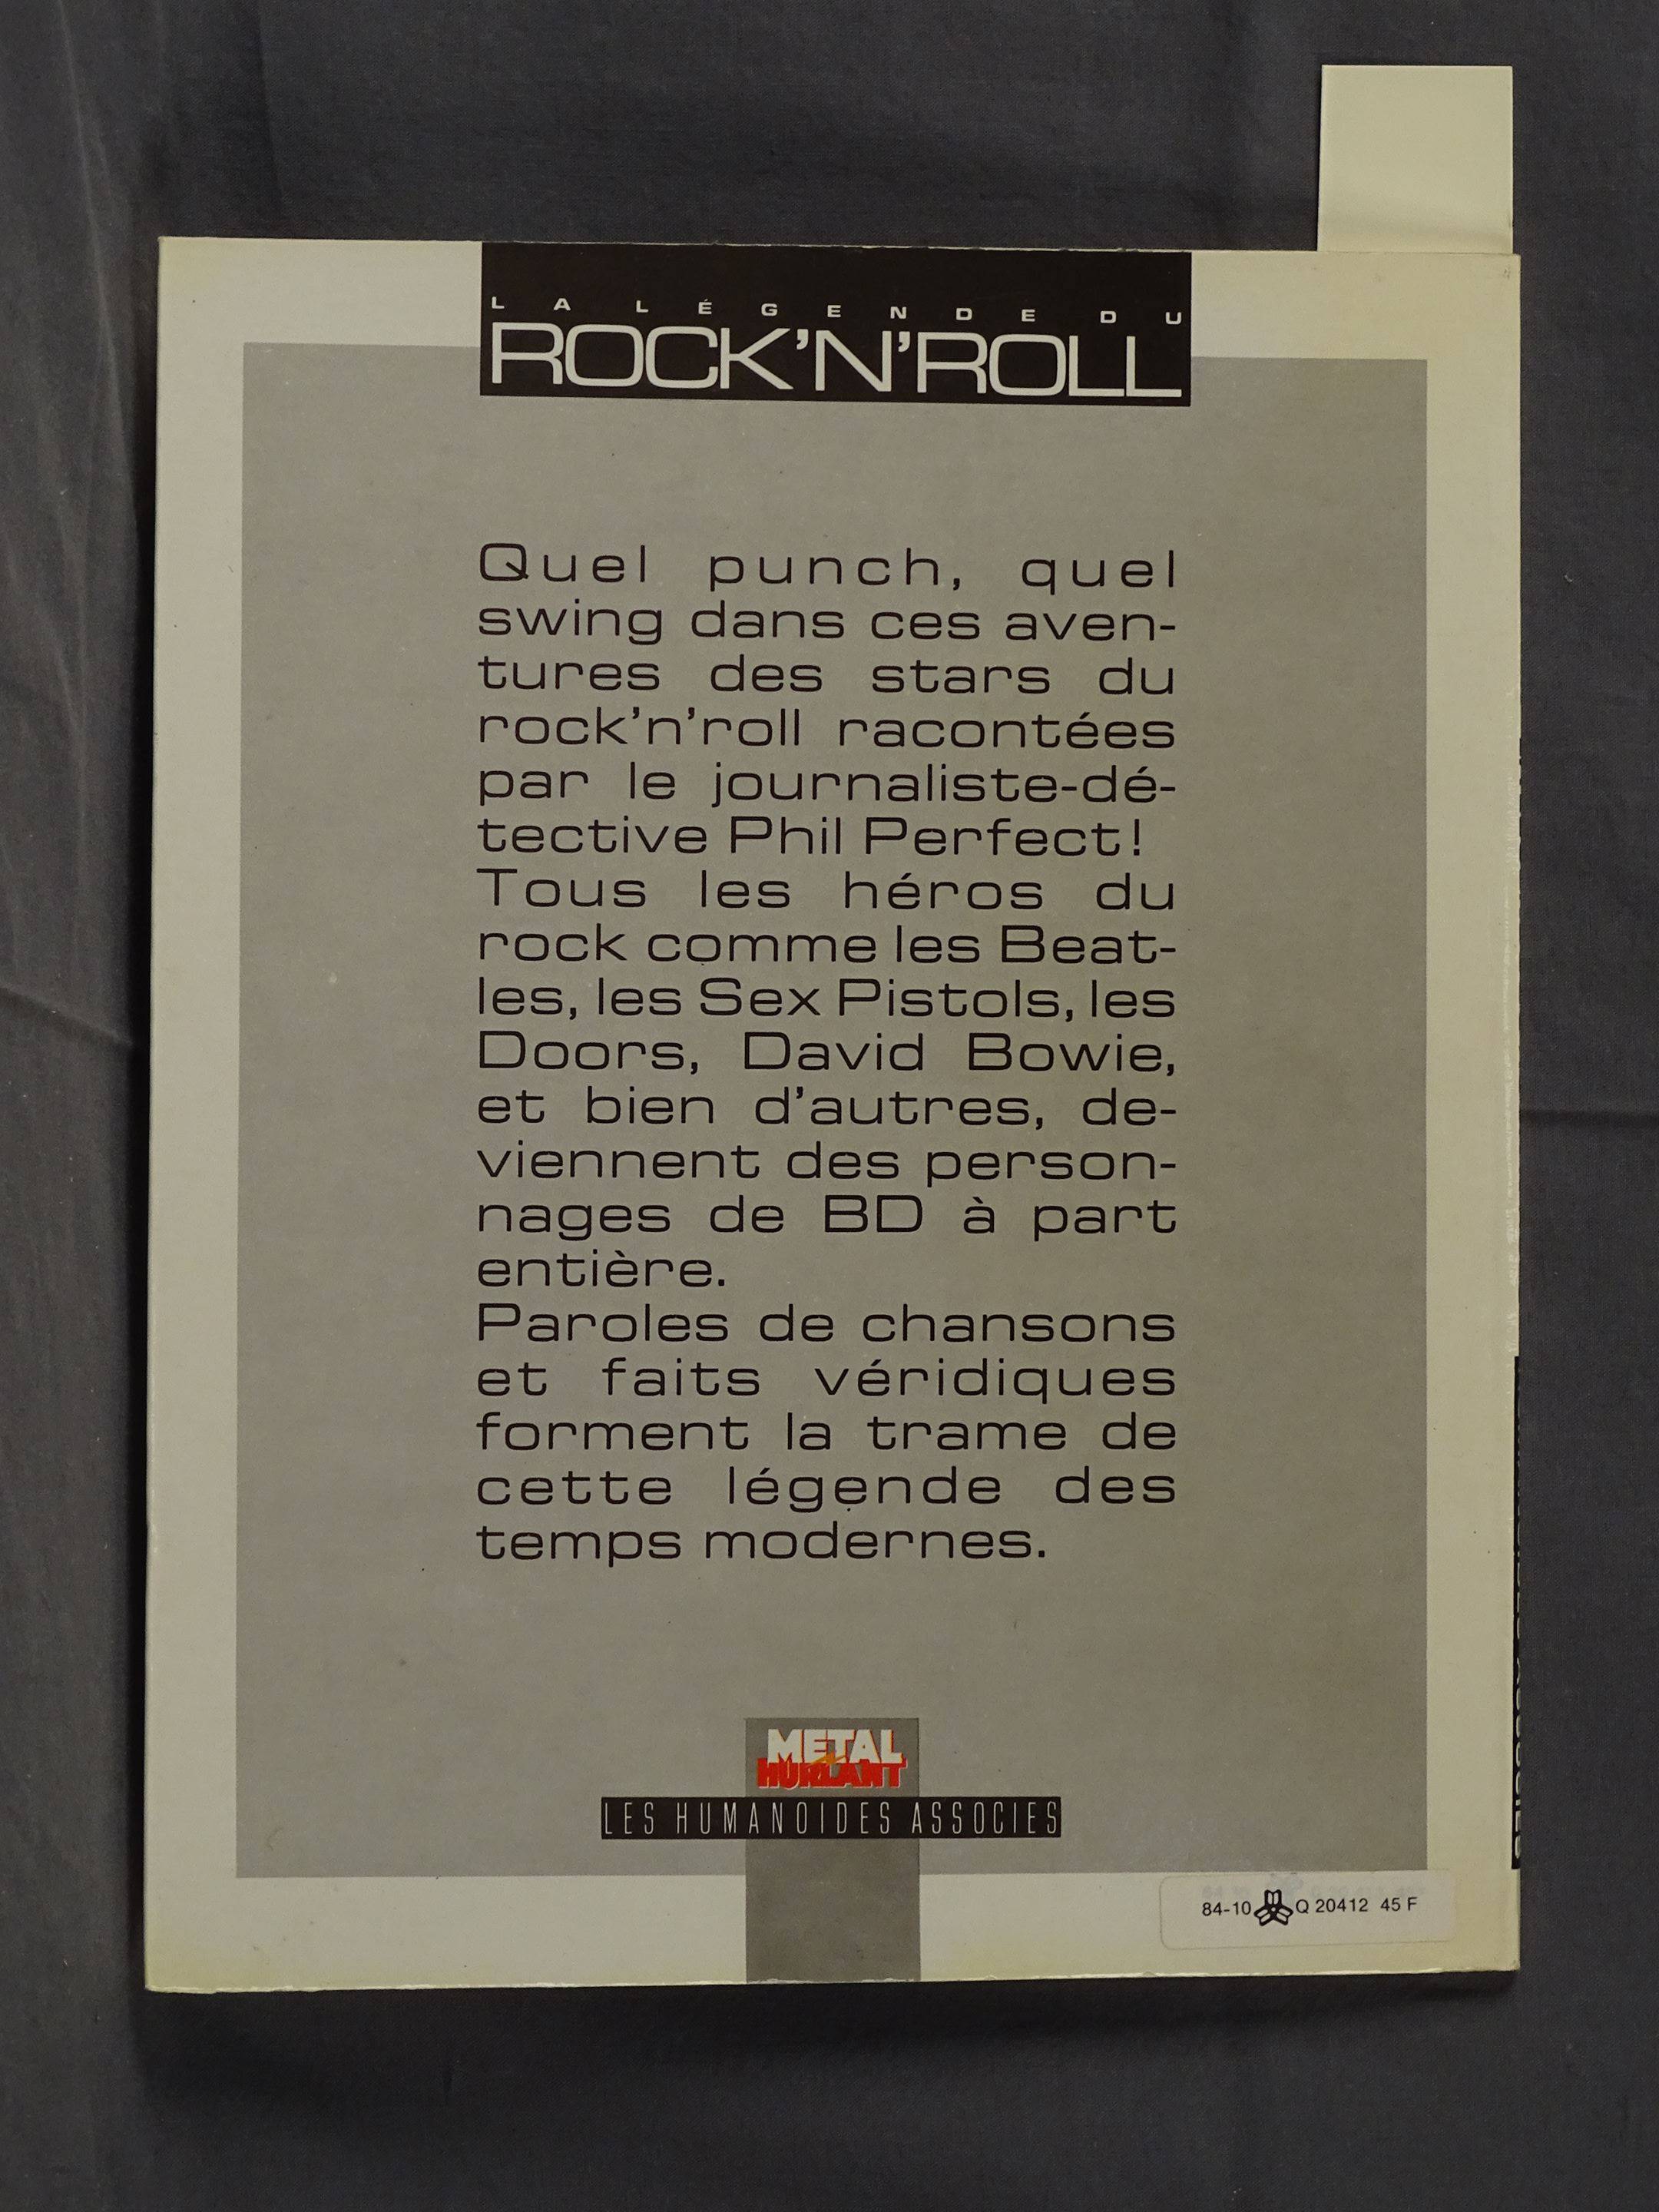 LA LÉGENDE DU
ROCK'N'ROLL
Quel punch, quel
swing dans ces aven-
tures des stars du
rock'n'roll racontées
par le journaliste-dé-
tective Phil Perfect!
Tous les héros du
rock comme les Beat-
les, les Sex Pistols, les
Doors, David Bowie,
et bien d'autres, de-
viennent des person-
nages de BD à part
entière.
Paroles de chansons
et faits véridiques
forment la trame de
cette légende des
temps modernes.
METAL
HURLANT
LES HUMANOIDES ASSOCIES
84-10 Q 20412 45 F